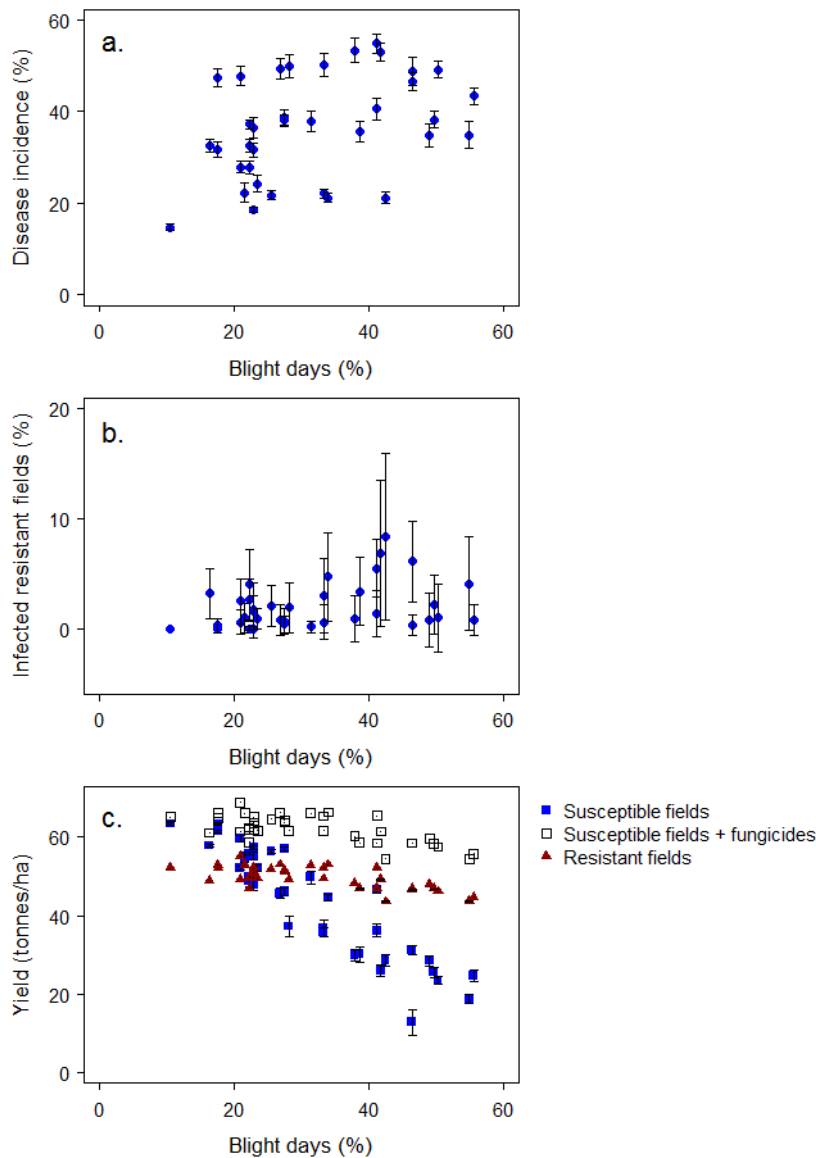 a.
Disease incidence (%)
60
40
20
0
0 20 40 60
Blight days (%)
b.
Infected resistant fields (%)
20
10
0
0 20 40 60
Blight days (%)
c.
Yield (tonnes/ha)
60
40
20
0
0 20 40 60
Blight days (%)
Susceptible fields
Susceptible fields + fungicides
Resistant fields